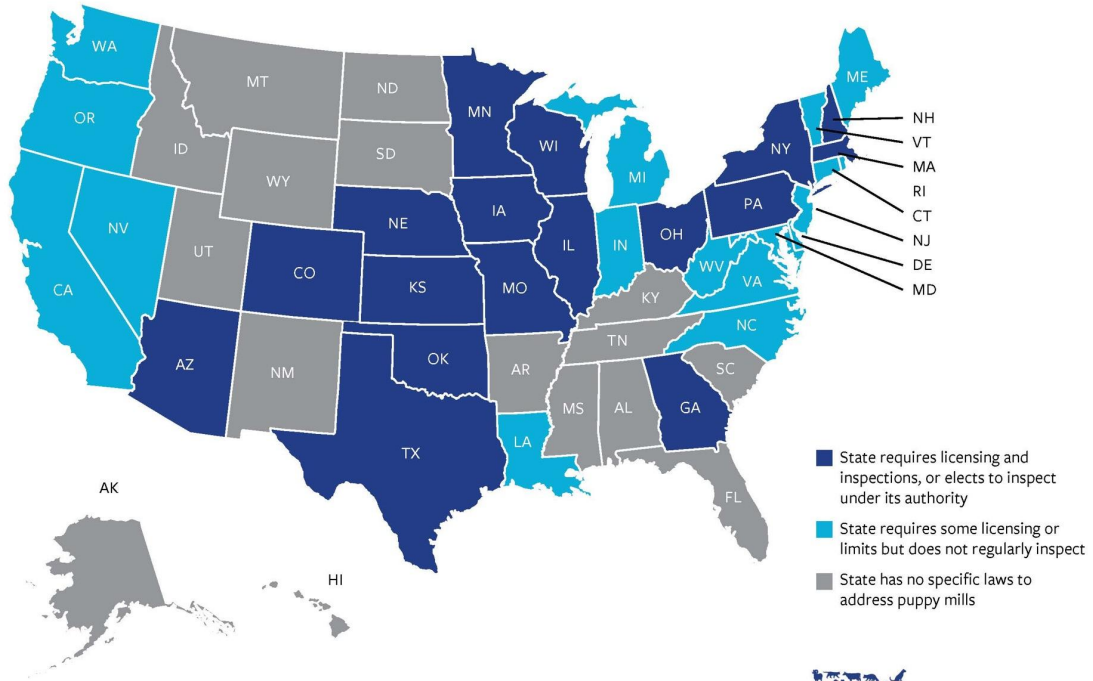 WA
MT
ND
MN
ME
OR
ID
SD
WI
NY
NH
VT
MA
RI
CT
NJ
DE
MD
WY
MI
IA
PA
NV
NE
IL
IN
OH
UT
CO
WV
CA
KS
MO
VA
KY
NC
AZ
NM
OK
AR
TN
SC
MS
AL
GA
TX
LA
FL
AK
HI
State requires licensing and
inspections, or elects to inspect
under its authority
State requires some licensing or
limits but does not regularly inspect
State has no specific laws to
address puppy mills